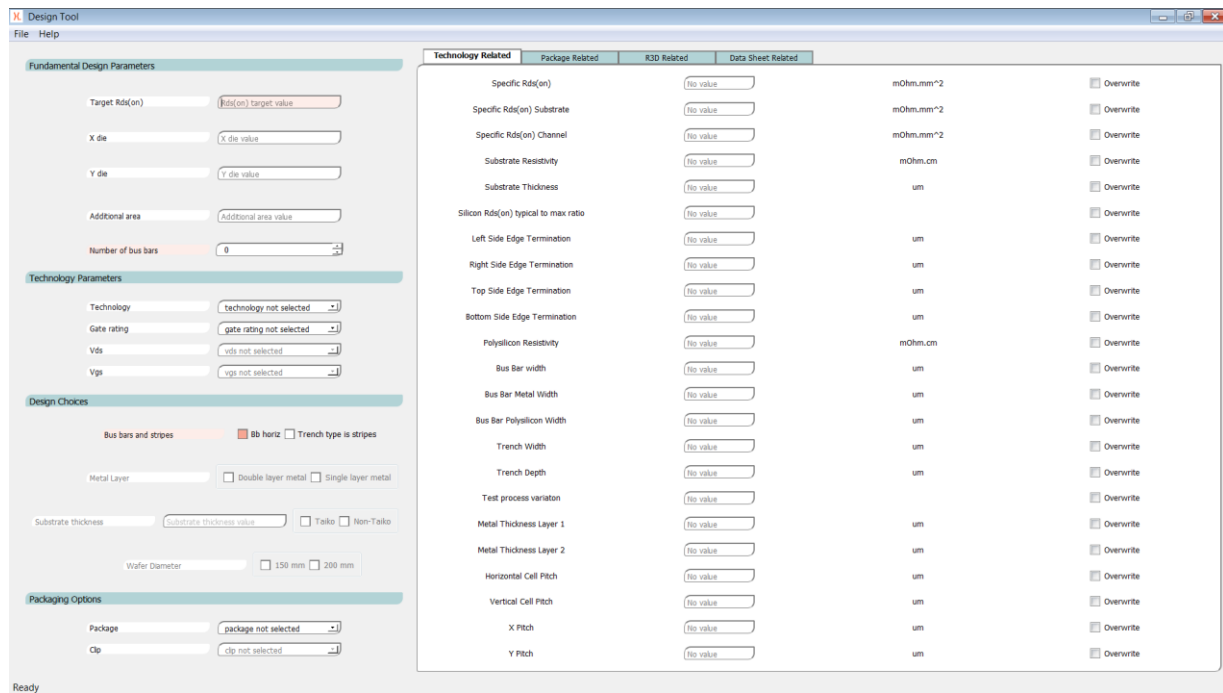 Design Tool
File Help
Fundamental Design Parameters
Target Rds(on) Rds(on) target value
X die X die value
Y die Y die value
Additional area Additional area value
Number of bus bars 0
Technology Parameters
Technology technology not selected
Gate rating gate rating not selected
Vds vds not selected
Vgs vgs not selected
Design Choices
Bus bars and stripes Bb horiz Trench type is stripes
Metal Layer Double layer metal Single layer metal
Substrate thickness Substrate thickness value Taiko Non-Taiko
Wafer Diameter 150 mm 200 mm
Packaging Options
Package package not selected
Clip clip not selected
Technology Related Package Related R3D Related Data Sheet Related
Specific Rds(on) No value mOhm.mm^2 Overwrite
Specific Rds(on) Substrate No value mOhm.mm^2 Overwrite
Specific Rds(on) Channel No value mOhm.mm^2 Overwrite
Substrate Resistivity No value mOhm.cm Overwrite
Substrate Thickness No value um Overwrite
Silicon Rds(on) typical to max ratio No value Overwrite
Left Side Edge Termination No value um Overwrite
Right Side Edge Termination No value um Overwrite
Top Side Edge Termination No value um Overwrite
Bottom Side Edge Termination No value um Overwrite
Polysilicon Resistivity No value mOhm.cm Overwrite
Bus Bar width No value um Overwrite
Bus Bar Metal Width No value um Overwrite
Bus Bar Polysilicon Width No value um Overwrite
Trench Width No value um Overwrite
Trench Depth No value um Overwrite
Test process variaton No value Overwrite
Metal Thickness Layer 1 No value um Overwrite
Metal Thickness Layer 2 No value um Overwrite
Horizontal Cell Pitch No value um Overwrite
Vertical Cell Pitch No value um Overwrite
X Pitch No value um Overwrite
Y Pitch No value um Overwrite
Ready